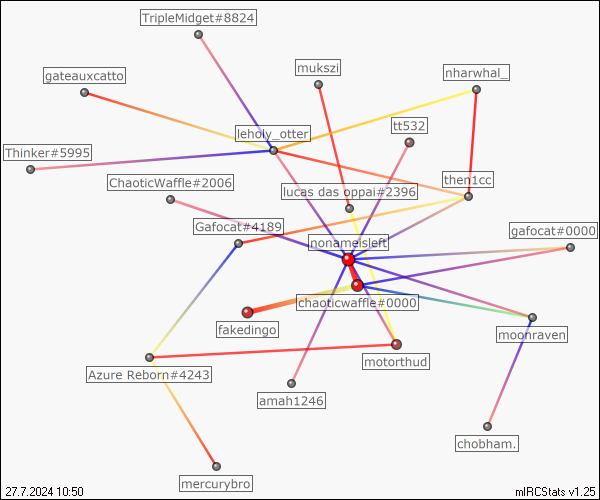 TripleMidget#8824
mukszi
nharwhal_
gateauxcatto
leholy_otter
tt532
Thinker#5995
ChaoticWaffle#2006
lucas das oppai#2396
then1cc
Gafocat#4189
nonameisleft
gafocat#0000
chaoticwaffle#0000
fakedingo
moonraven
motorthud
Azure Reborn#4243
amah1246
chobham.
mercurybro
27.7.2024 10:50
mIRCStats v1.25